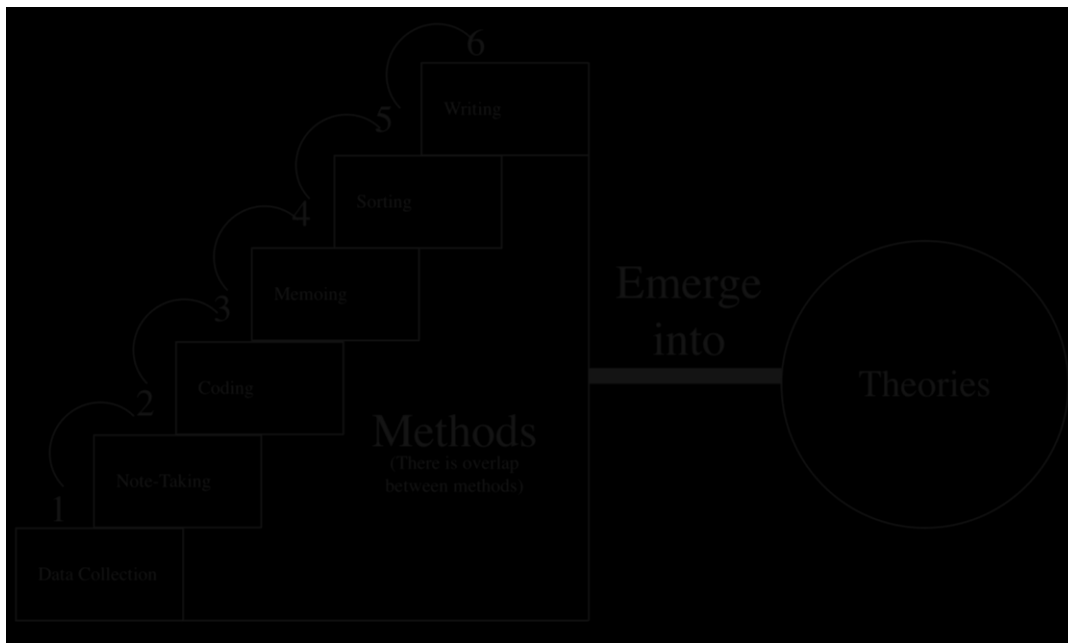 6
Writing
5
Sorting
4
Memoing
3
Coding
2
Note-Taking
1
Data Collection
Methods
(There is overlap
between methods)
Emerge
into
Theories